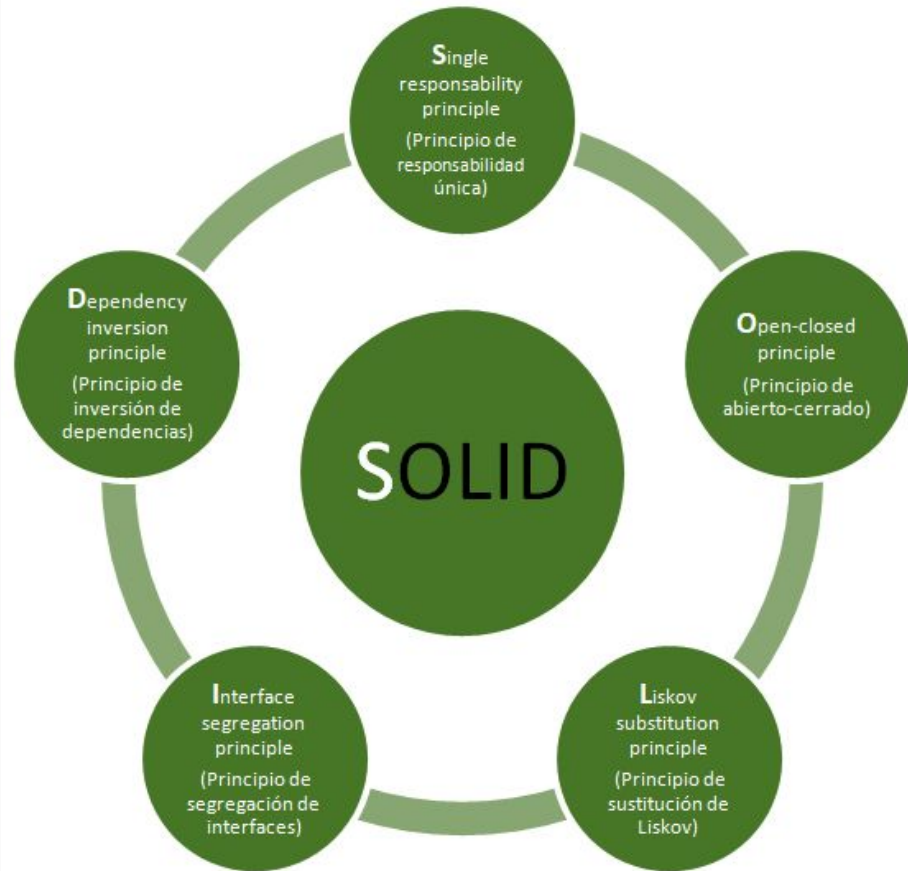 Single
responsability
principle
(Principio de
responsabilidad
única)
Dependency
inversion
principle
(Principio de
inversión de
dependencias)
Open-closed
principle
(Principio de
abierto-cerrado)
SOLID
Interface
segregation
principle
(Principio de
segregación de
interfaces)
Liskov
substitution
principle
(Principio de
sustitución de
Liskov)